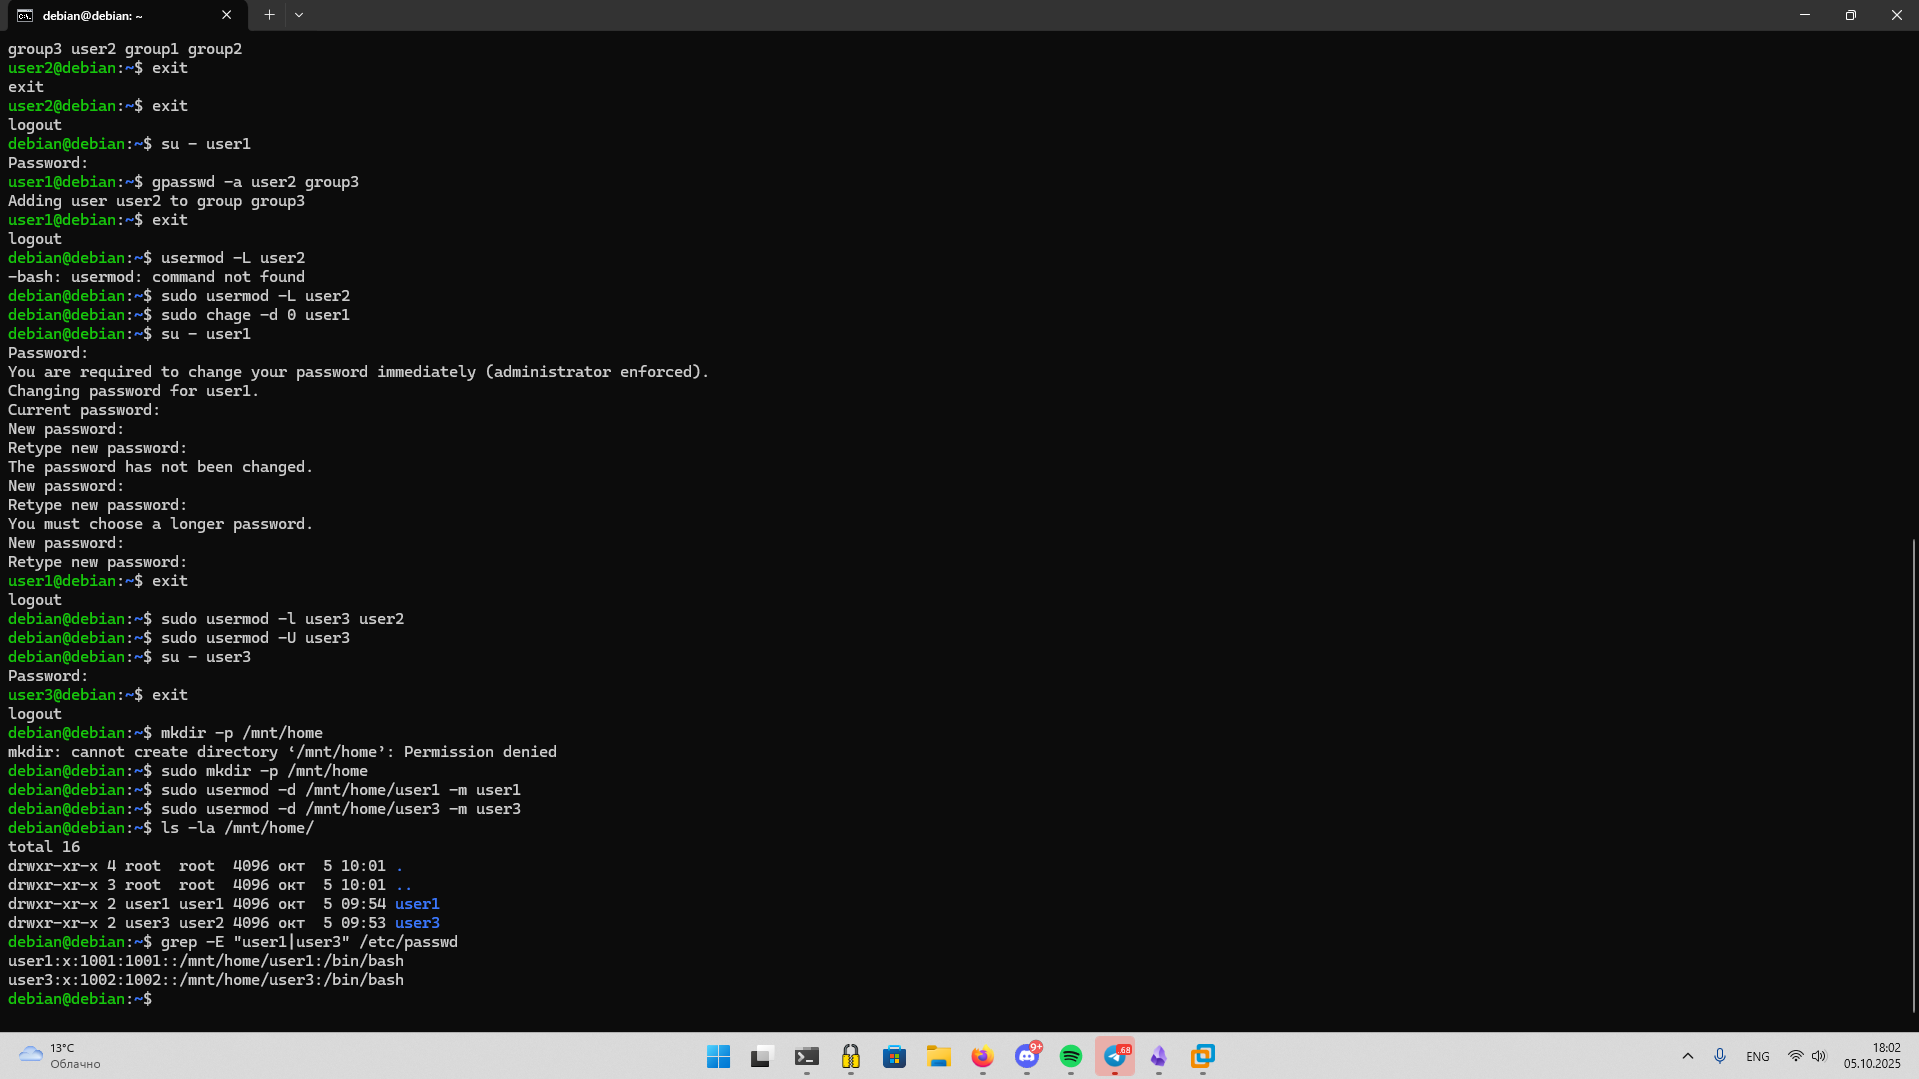 debian@debian: ~
group3 user2 group1 group2
user2@debian:~$ exit
exit
user2@debian:~$ exit
logout
debian@debian:~$ su - user1
Password:
user1@debian:~$ gpasswd -a user2 group3
Adding user user2 to group group3
user1@debian:~$ exit
logout
debian@debian:~$ usermod -L user2
-bash: usermod: command not found
debian@debian:~$ sudo usermod -L user2
debian@debian:~$ sudo chage -d 0 user1
debian@debian:~$ su - user1
Password:
You are required to change your password immediately (administrator enforced).
Changing password for user1.
Current password:
New password:
Retype new password:
The password has not been changed.
New password:
Retype new password:
You must choose a longer password.
New password:
Retype new password:
user1@debian:~$ exit
logout
debian@debian:~$ sudo usermod -l user3 user2
debian@debian:~$ sudo usermod -U user3
debian@debian:~$ su - user3
Password:
user3@debian:~$ exit
logout
debian@debian:~$ mkdir -p /mnt/home
mkdir: cannot create directory ‘/mnt/home’: Permission denied
debian@debian:~$ sudo mkdir -p /mnt/home
debian@debian:~$ sudo usermod -d /mnt/home/user1 -m user1
debian@debian:~$ sudo usermod -d /mnt/home/user3 -m user3
debian@debian:~$ ls -la /mnt/home/
total 16
drwxr-xr-x 4 root  root  4096 окт  5 10:01 .
drwxr-xr-x 3 root  root  4096 окт  5 10:01 ..
drwxr-xr-x 2 user1 user1 4096 окт  5 09:54 user1
drwxr-xr-x 2 user3 user2 4096 окт  5 09:53 user3
debian@debian:~$ grep -E "user1|user3" /etc/passwd
user1:x:1001:1001::/mnt/home/user1:/bin/bash
user3:x:1002:1002::/mnt/home/user3:/bin/bash
debian@debian:~$
13°C
Облачно
9+
68
ENG
18:02
05.10.2025